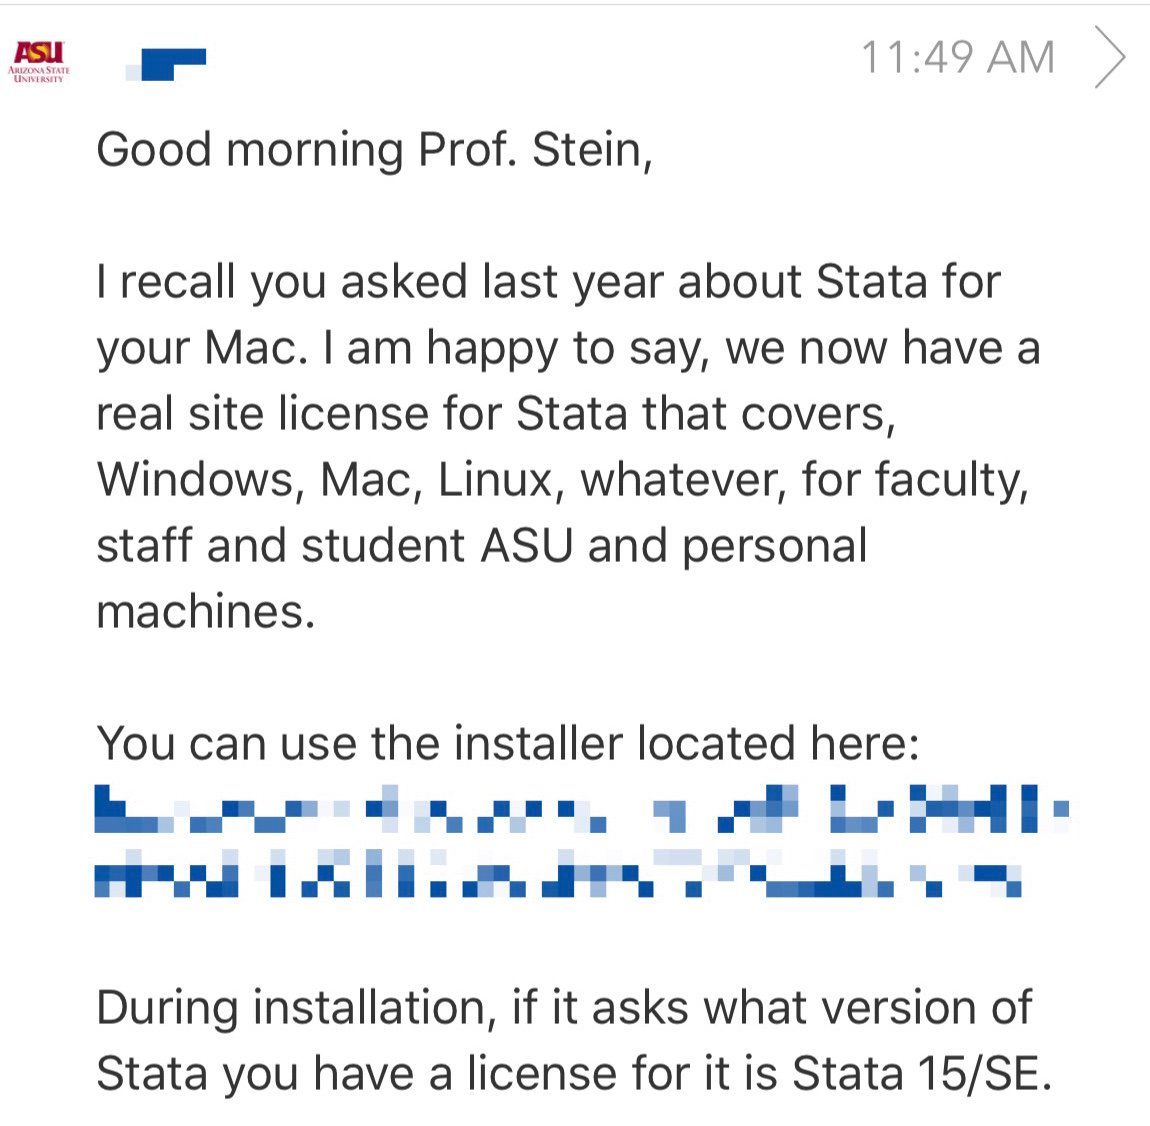 ASU
ARIZONA STATE
UNIVERSITY
11:49 AM
Good morning Prof. Stein,
I recall you asked last year about Stata for
your Mac. I am happy to say, we now have a
real site license for Stata that covers,
Windows, Mac, Linux, whatever, for faculty,
staff and student ASU and personal
machines.
You can use the installer located here:
During installation, if it asks what version of
Stata you have a license for it is Stata 15/SE.